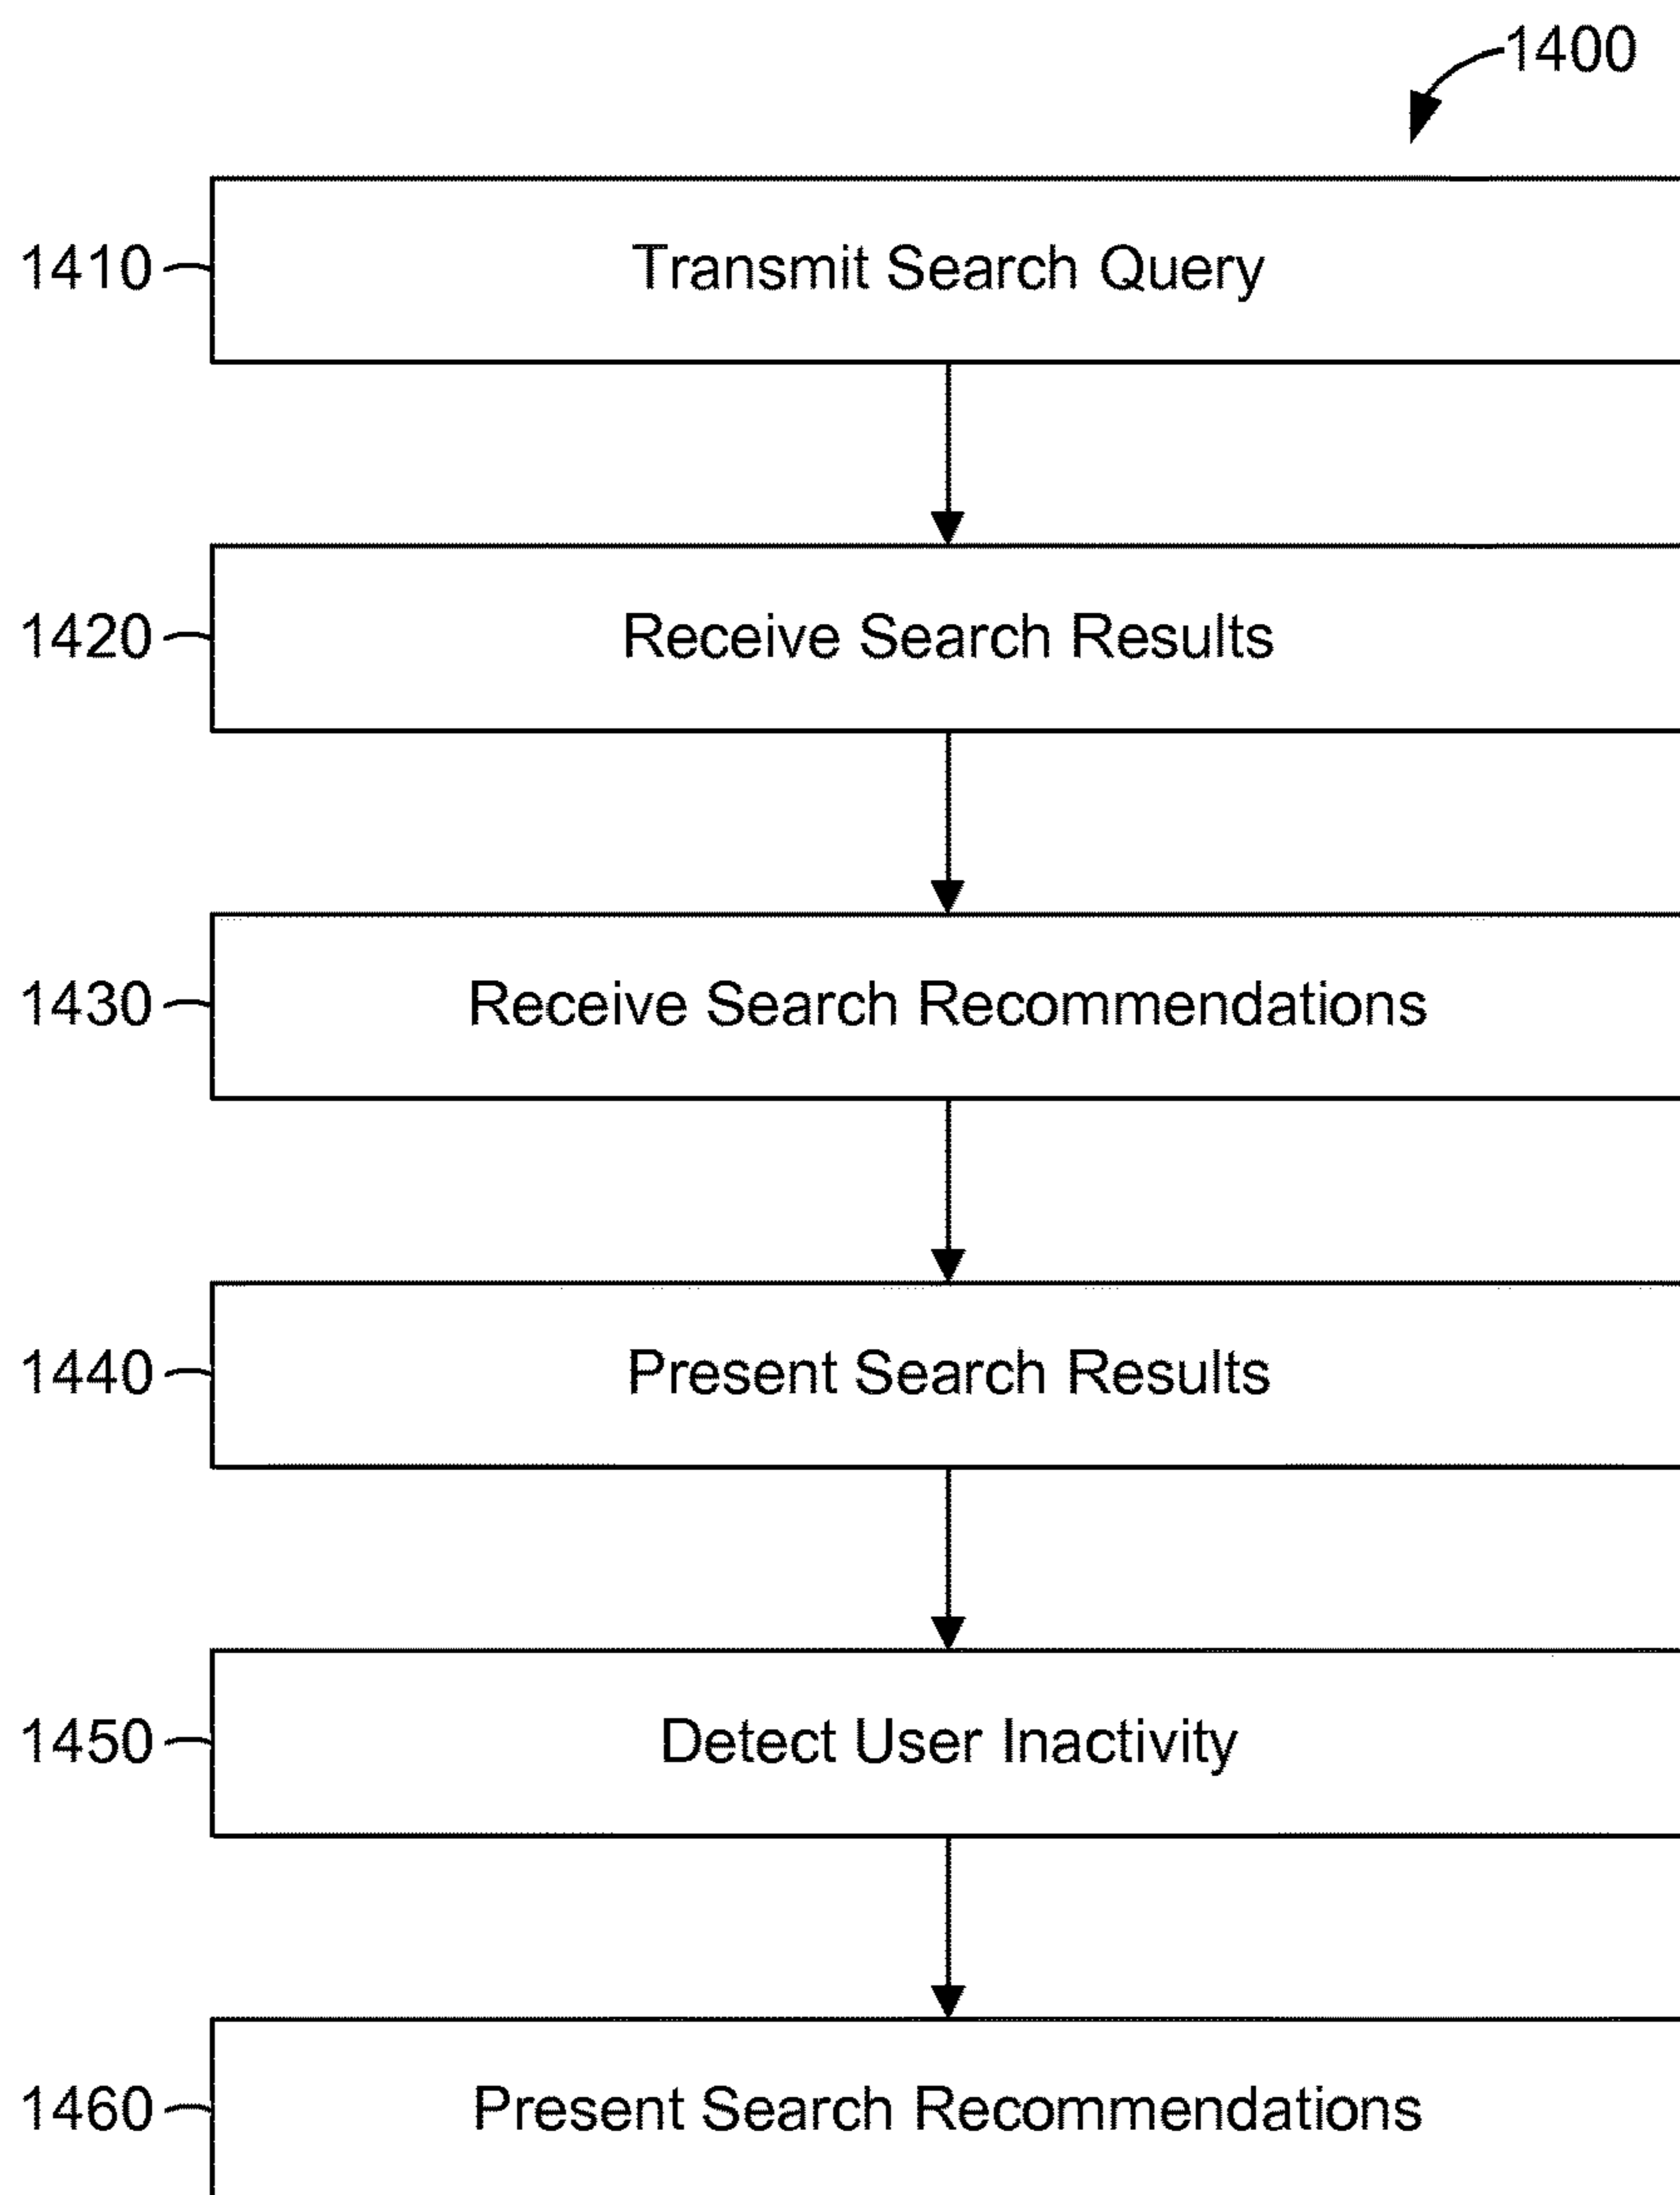 1400
1410 Transmit Search Query
1420 Receive Search Results
1430 Receive Search Recommendations
1440 Present Search Results
1450 Detect User Inactivity
1460 Present Search Recommendations